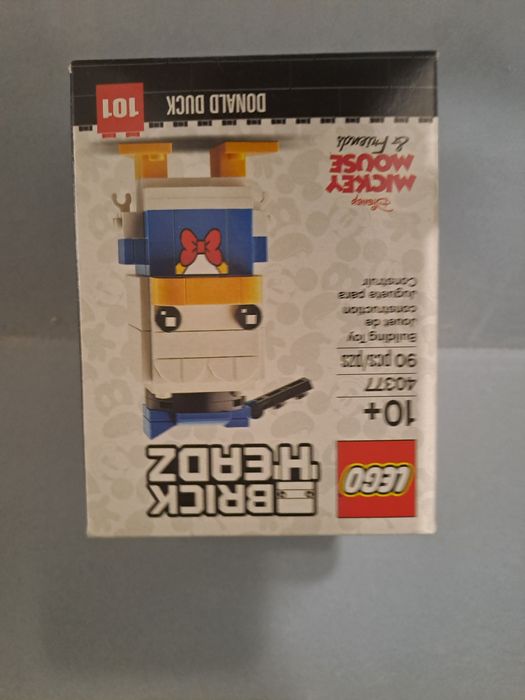 LEGO
BRICK
HEADZ
10+
40377
90 pcs/pzs
Building Toy
Jouet de
construction
Juguete para
Construir
Disney
MICKEY
MOUSE
& Friends
DONALD DUCK
101